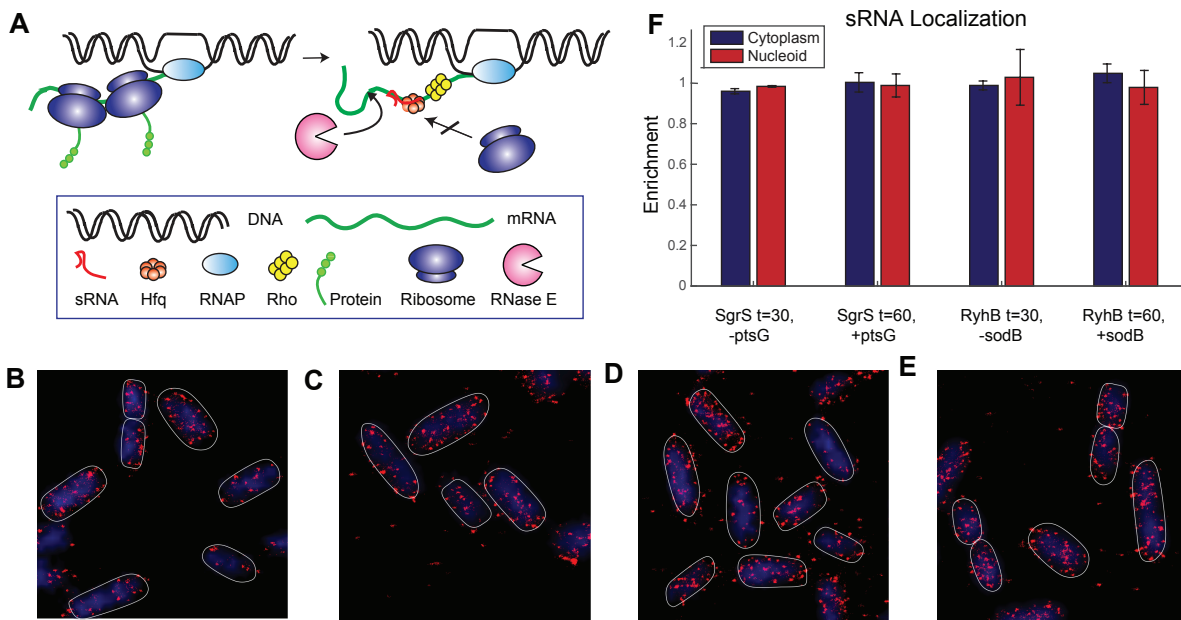 A
DNA
mRNA
sRNA
Hfq
RNAP
Rho
Protein
Ribosome
RNase E
F
sRNA Localization
Cytoplasm
Nucleoid
Enrichment
1.2
1
0.8
0.6
0.4
0.2
0
SgrS t=30,
-ptsG
SgrS t=60,
+ptsG
RyhB t=30,
-sodB
RyhB t=60,
+sodB
B
C
D
E